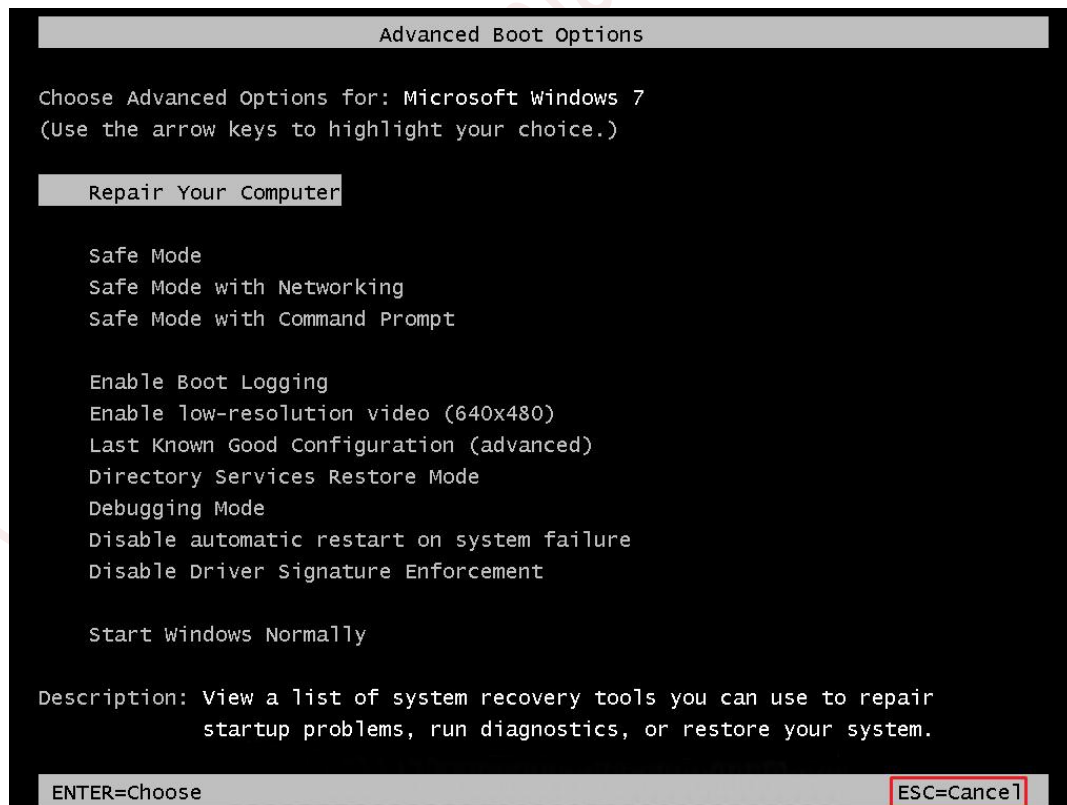 Advanced Boot Options
Choose Advanced Options for: Microsoft Windows 7
(Use the arrow keys to highlight your choice.)
Repair Your Computer
Safe Mode
Safe Mode with Networking
Safe Mode with Command Prompt
Enable Boot Logging
Enable low-resolution video (640x480)
Last Known Good Configuration (advanced)
Directory Services Restore Mode
Debugging Mode
Disable automatic restart on system failure
Disable Driver Signature Enforcement
Start Windows Normally
Description: View a list of system recovery tools you can use to repair
startup problems, run diagnostics, or restore your system.
ENTER=Choose ESC=Cancel